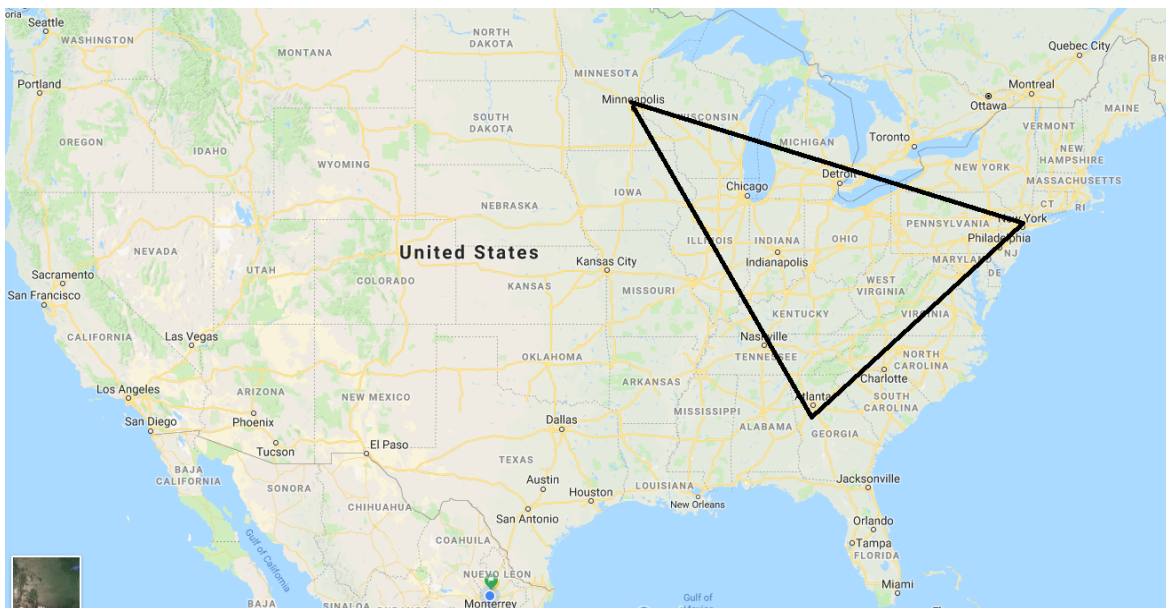 oria
Seattle
WASHINGTON
MONTANA
NORTH
DAKOTA
MINNESOTA
Quebec City
Montreal
Ottawa
MAINE
Portland
Minneapolis
WISCONSIN
SOUTH
DAKOTA
OREGON
IDAHO
WYOMING
MICHIGAN
Toronto
VERMONT
NEW
HAMPSHIRE
NEW YORK
MASSACHUSETTS
CT
RI
Detroit
Chicago
IOWA
NEBRASKA
New York
PENNSYLVANIA
Philadelphia
NJ
MARYLAND
DE
ILLINOIS
INDIANA
OHIO
Indianapolis
NEVADA
United States
UTAH
COLORADO
Kansas City
KANSAS
MISSOURI
WEST
VIRGINIA
VIRGINIA
KENTUCKY
Sacramento
San Francisco
CALIFORNIA
Las Vegas
Nashville
TENNESSEE
OKLAHOMA
ARKANSAS
NORTH
CAROLINA
Charlotte
SOUTH
CAROLINA
Los Angeles
ARIZONA
NEW MEXICO
San Diego
Phoenix
Tucson
El Paso
Dallas
MISSISSIPPI
ALABAMA
Atlanta
GEORGIA
TEXAS
LOUISIANA
Austin
Houston
San Antonio
New Orleans
Jacksonville
Orlando
Tampa
FLORIDA
Miami
BAJA
CALIFORNIA
SONORA
CHIHUAHUA
COAHUILA
Gulf of California
NUEVO LEON
Monterrey
BAJA
Gulf of